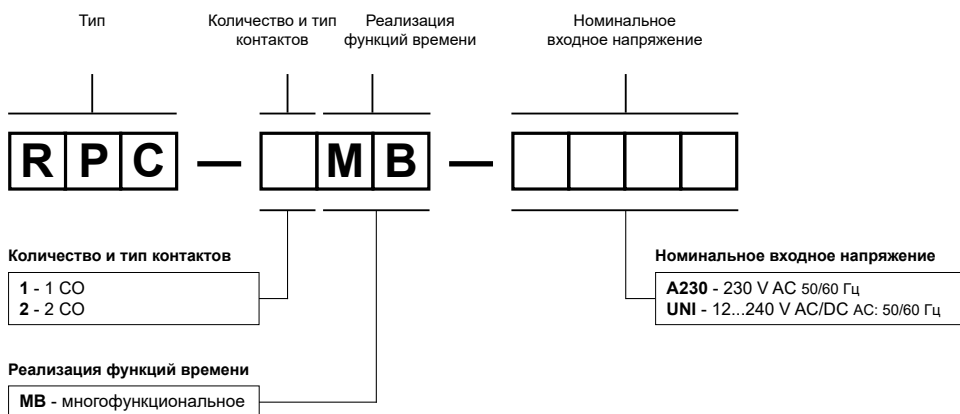 Тип
Количество и тип
контактов
Реализация
функций времени
Номинальное
входное напряжение
RPC — MB —
Количество и тип контактов
1 - 1 CO
2 - 2 CO
Номинальное входное напряжение
A230 - 230 V AC 50/60 Гц
UNI - 12...240 V AC/DC AC: 50/60 Гц
Реализация функций времени
MB - многофункциональное